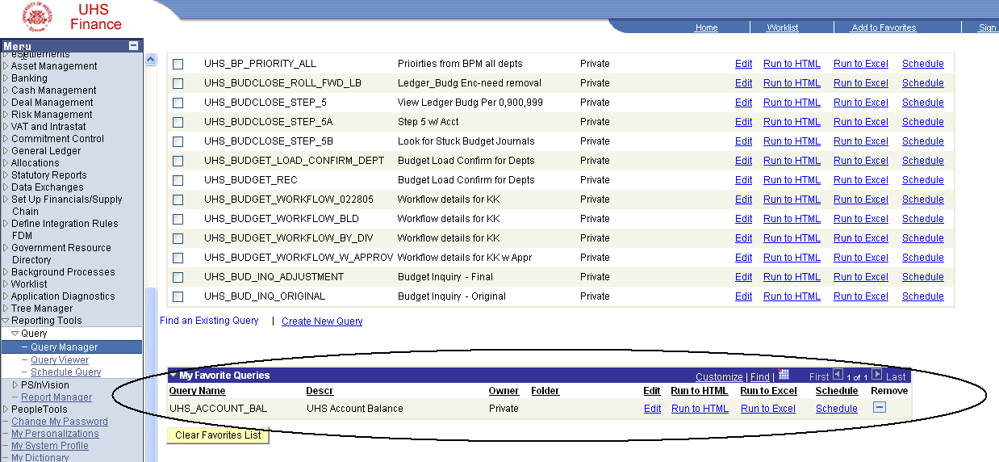 UHS
Finance
Home Worklist Add to Favorites Sign
Menu
eSettlements
Asset Management
Banking
Cash Management
Deal Management
Risk Management
VAT and Intrastat
Commitment Control
General Ledger
Allocations
Statutory Reports
Data Exchanges
Set Up Financials/Supply
Chain
Define Integration Rules
FDM
Government Resource
Directory
Background Processes
Worklist
Application Diagnostics
Tree Manager
Reporting Tools
Query
Query Manager
Query Viewer
Schedule Query
PS/nVision
Report Manager
PeopleTools
Change My Password
My Personalizations
My System Profile
My Dictionary
UHS_BP_PRIORITY_ALL Prioirties from BPM all depts Private Edit Run to HTML Run to Excel Schedule
UHS_BUDCLOSE_ROLL_FWD_LB Ledger_Budg Enc-need removal Private Edit Run to HTML Run to Excel Schedule
UHS_BUDCLOSE_STEP_5 View Ledger Budg Per 0,900,999 Private Edit Run to HTML Run to Excel Schedule
UHS_BUDCLOSE_STEP_5A Step 5 w/ Acct Private Edit Run to HTML Run to Excel Schedule
UHS_BUDCLOSE_STEP_5B Look for Stuck Budget Journals Private Edit Run to HTML Run to Excel Schedule
UHS_BUDGET_LOAD_CONFIRM_DEPT Budget Load Confirm for Depts Private Edit Run to HTML Run to Excel Schedule
UHS_BUDGET_REC Budget Load Confirm for Depts Private Edit Run to HTML Run to Excel Schedule
UHS_BUDGET_WORKFLOW_022805 Workflow details for KK Private Edit Run to HTML Run to Excel Schedule
UHS_BUDGET_WORKFLOW_BLD Workflow details for KK Private Edit Run to HTML Run to Excel Schedule
UHS_BUDGET_WORKFLOW_BY_DIV Workflow details for KK Private Edit Run to HTML Run to Excel Schedule
UHS_BUDGET_WORKFLOW_W_APPROV Workflow details for KK w Appr Private Edit Run to HTML Run to Excel Schedule
UHS_BUD_INQ_ADJUSTMENT Budget Inquiry - Final Private Edit Run to HTML Run to Excel Schedule
UHS_BUD_INQ_ORIGINAL Budget Inquiry - Original Private Edit Run to HTML Run to Excel Schedule
Find an Existing Query | Create New Query
My Favorite Queries Customize | Find | First 1 of 1 Last
Query Name Descr Owner Folder Edit Run to HTML Run to Excel Schedule Remove
UHS_ACCOUNT_BAL UHS Account Balance Private Edit Run to HTML Run to Excel Schedule
Clear Favorites List